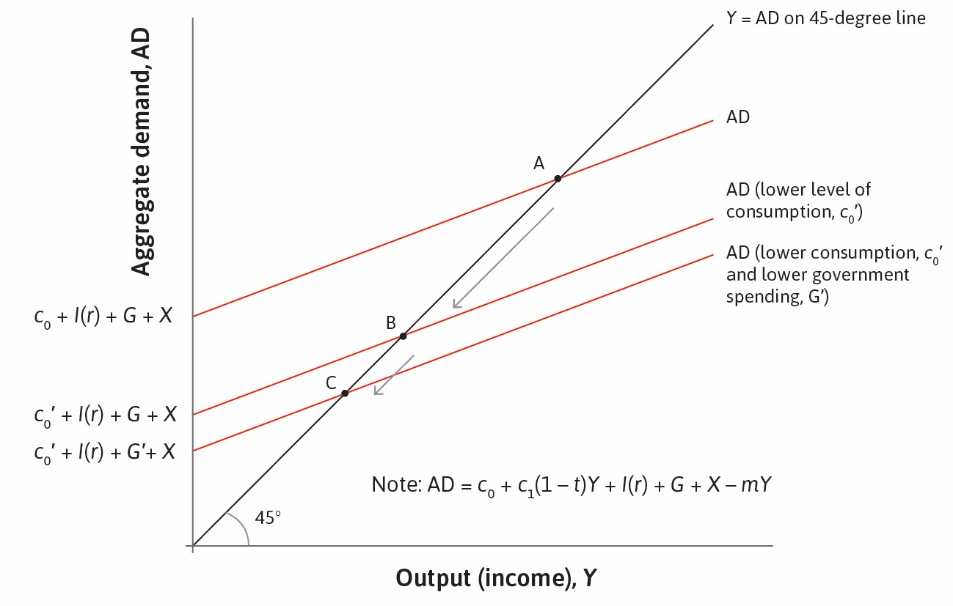 Y = AD on 45-degree line
Aggregate demand, AD
AD
A
AD (lower level of
consumption, c₀′)
AD (lower consumption, c₀′
and lower government
spending, G′)
c₀ + I(r) + G + X
B
C
c₀′ + I(r) + G + X
c₀′ + I(r) + G′+ X
Note: AD = c₀ + c₁(1 – t)Y + I(r) + G + X – mY
45°
Output (income), Y